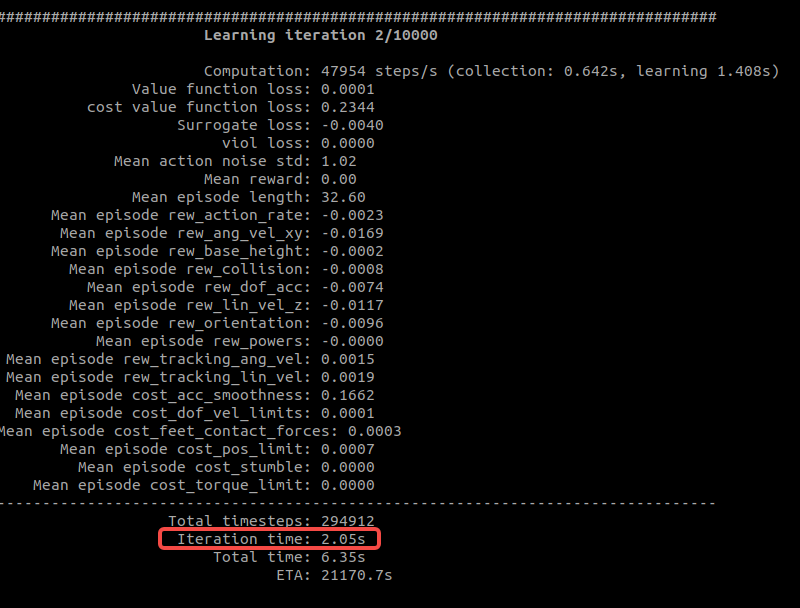 ################################################################################
Learning iteration 2/10000
Computation: 47954 steps/s (collection: 0.642s, learning 1.408s)
Value function loss: 0.0001
cost value function loss: 0.2344
Surrogate loss: -0.0040
viol loss: 0.0000
Mean action noise std: 1.02
Mean reward: 0.00
Mean episode length: 32.60
Mean episode rew_action_rate: -0.0023
Mean episode rew_ang_vel_xy: -0.0169
Mean episode rew_base_height: -0.0002
Mean episode rew_collision: -0.0008
Mean episode rew_dof_acc: -0.0074
Mean episode rew_lin_vel_z: -0.0117
Mean episode rew_orientation: -0.0096
Mean episode rew_powers: -0.0000
Mean episode rew_tracking_ang_vel: 0.0015
Mean episode rew_tracking_lin_vel: 0.0019
Mean episode cost_acc_smoothness: 0.1662
Mean episode cost_dof_vel_limits: 0.0001
Mean episode cost_feet_contact_forces: 0.0003
Mean episode cost_pos_limit: 0.0007
Mean episode cost_stumble: 0.0000
Mean episode cost_torque_limit: 0.0000
--------------------------------------------------------------------------------
Total timesteps: 294912
Iteration time: 2.05s
Total time: 6.35s
ETA: 21170.7s